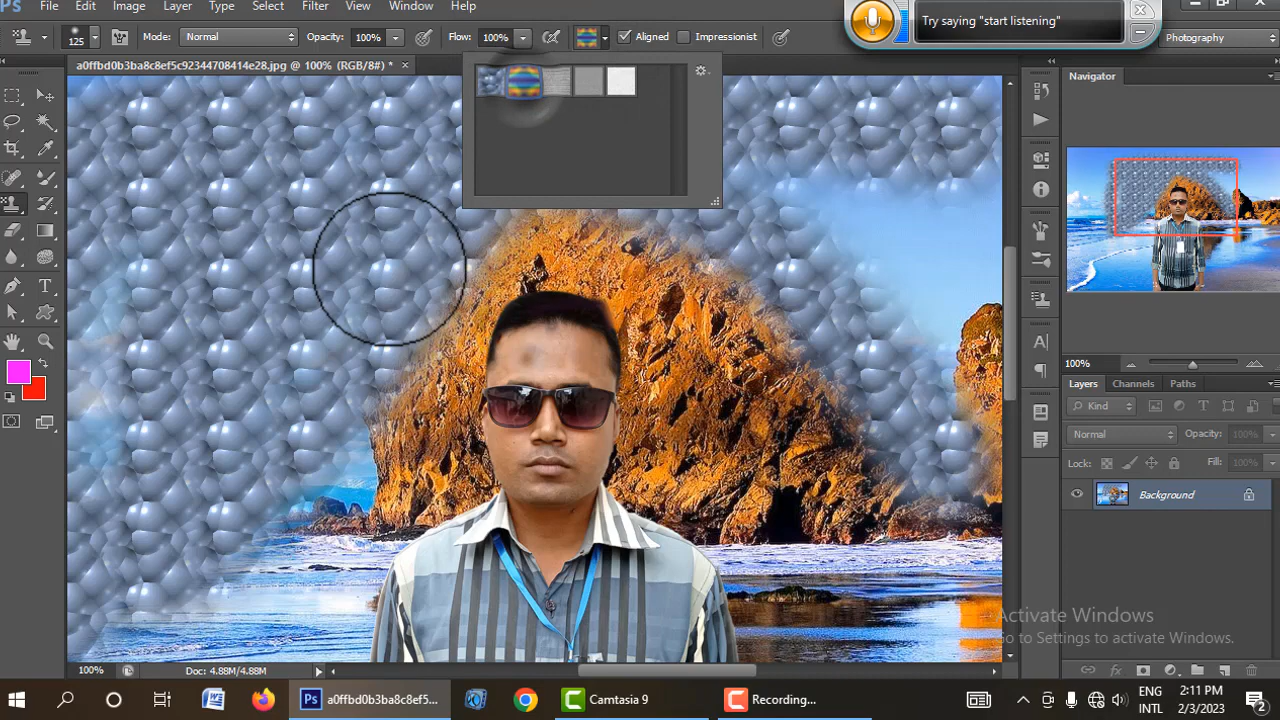 Ps File Edit Image Layer Type Select Filter View Window Help
Try saying "start listening"
125 Mode: Normal Opacity: 100% Flow: 100% Aligned Impressionist Photography
a0ffbd0b3ba8c8ef5c92344708414e28.jpg @ 100% (RGB/8#) * ×
Navigator
100%
Layers Channels Paths
Kind
Normal Opacity: 100%
Lock: Fill: 100%
Background
Activate Windows
Go to Settings to activate Windows.
100% Doc: 4.88M/4.88M
Ps a0ffbd0b3ba8c8ef5... Camtasia 9 Recording... ENG 2:11 PM
INTL 2/3/2023 2